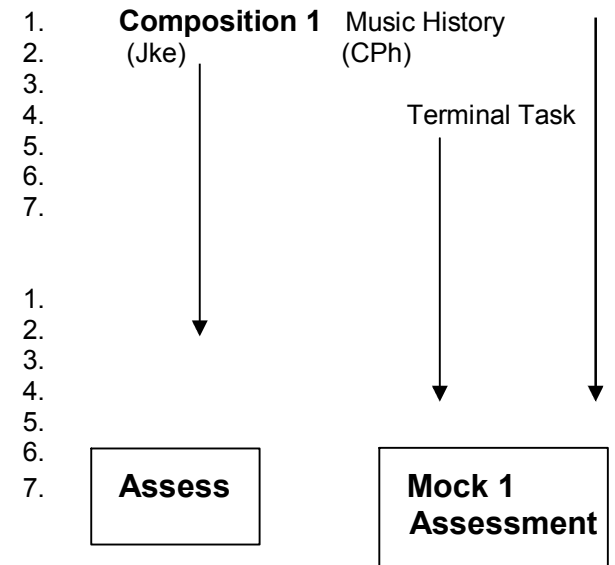 1. Composition 1 Music History
2. (Jke) (CPh)
3.
4. Terminal Task
5.
6.
7.
1.
2.
3.
4.
5.
6.
7. Assess Mock 1
Assessment